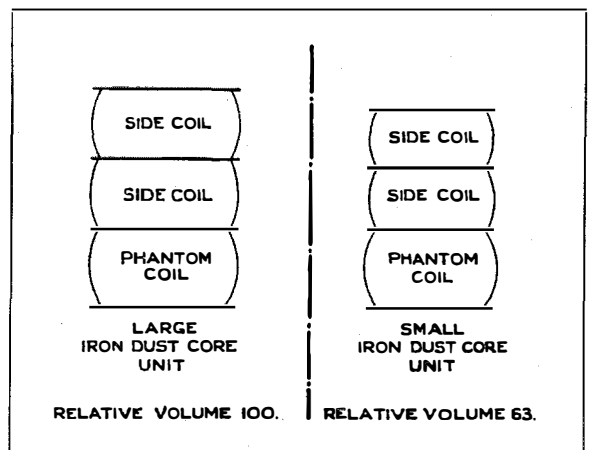 SIDE COIL
SIDE COIL
PHANTOM
COIL
LARGE
IRON DUST CORE
UNIT
RELATIVE VOLUME 100.
SIDE COIL
SIDE COIL
PHANTOM
COIL
SMALL
IRON DUST CORE
UNIT
RELATIVE VOLUME 63.